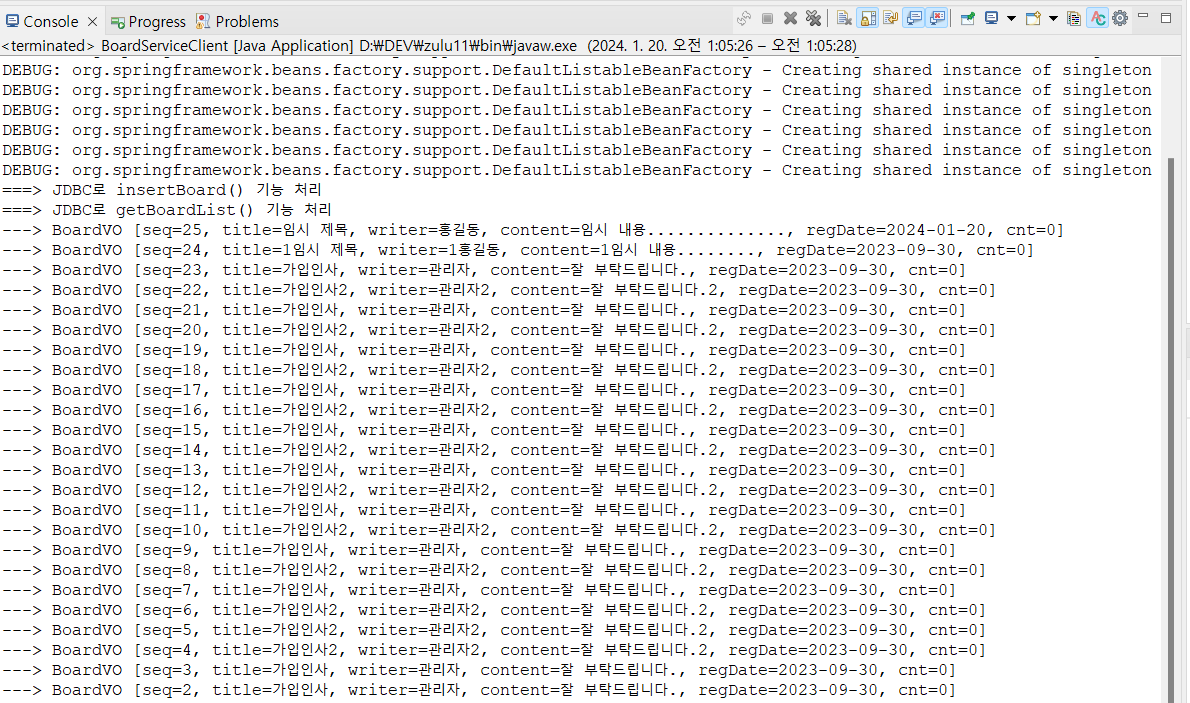 Console Progress Problems
<terminated> BoardServiceClient [Java Application] D:₩DEV₩zulu11₩bin₩javaw.exe (2024. 1. 20. 오전 1:05:26 – 오전 1:05:28)
DEBUG: org.springframework.beans.factory.support.DefaultListableBeanFactory - Creating shared instance of singleton
DEBUG: org.springframework.beans.factory.support.DefaultListableBeanFactory - Creating shared instance of singleton
DEBUG: org.springframework.beans.factory.support.DefaultListableBeanFactory - Creating shared instance of singleton
DEBUG: org.springframework.beans.factory.support.DefaultListableBeanFactory - Creating shared instance of singleton
DEBUG: org.springframework.beans.factory.support.DefaultListableBeanFactory - Creating shared instance of singleton
DEBUG: org.springframework.beans.factory.support.DefaultListableBeanFactory - Creating shared instance of singleton
===> JDBC로 insertBoard() 기능 처리
===> JDBC로 getBoardList() 기능 처리
---> BoardVO [seq=25, title=임시 제목, writer=홍길동, content=임시 내용.............., regDate=2024-01-20, cnt=0]
---> BoardVO [seq=24, title=1임시 제목, writer=1홍길동, content=1임시 내용........, regDate=2023-09-30, cnt=0]
---> BoardVO [seq=23, title=가입인사, writer=관리자, content=잘 부탁드립니다., regDate=2023-09-30, cnt=0]
---> BoardVO [seq=22, title=가입인사2, writer=관리자2, content=잘 부탁드립니다.2, regDate=2023-09-30, cnt=0]
---> BoardVO [seq=21, title=가입인사, writer=관리자, content=잘 부탁드립니다., regDate=2023-09-30, cnt=0]
---> BoardVO [seq=20, title=가입인사2, writer=관리자2, content=잘 부탁드립니다.2, regDate=2023-09-30, cnt=0]
---> BoardVO [seq=19, title=가입인사, writer=관리자, content=잘 부탁드립니다., regDate=2023-09-30, cnt=0]
---> BoardVO [seq=18, title=가입인사2, writer=관리자2, content=잘 부탁드립니다.2, regDate=2023-09-30, cnt=0]
---> BoardVO [seq=17, title=가입인사, writer=관리자, content=잘 부탁드립니다., regDate=2023-09-30, cnt=0]
---> BoardVO [seq=16, title=가입인사2, writer=관리자2, content=잘 부탁드립니다.2, regDate=2023-09-30, cnt=0]
---> BoardVO [seq=15, title=가입인사, writer=관리자, content=잘 부탁드립니다., regDate=2023-09-30, cnt=0]
---> BoardVO [seq=14, title=가입인사2, writer=관리자2, content=잘 부탁드립니다.2, regDate=2023-09-30, cnt=0]
---> BoardVO [seq=13, title=가입인사, writer=관리자, content=잘 부탁드립니다., regDate=2023-09-30, cnt=0]
---> BoardVO [seq=12, title=가입인사2, writer=관리자2, content=잘 부탁드립니다.2, regDate=2023-09-30, cnt=0]
---> BoardVO [seq=11, title=가입인사, writer=관리자, content=잘 부탁드립니다., regDate=2023-09-30, cnt=0]
---> BoardVO [seq=10, title=가입인사2, writer=관리자2, content=잘 부탁드립니다.2, regDate=2023-09-30, cnt=0]
---> BoardVO [seq=9, title=가입인사, writer=관리자, content=잘 부탁드립니다., regDate=2023-09-30, cnt=0]
---> BoardVO [seq=8, title=가입인사2, writer=관리자2, content=잘 부탁드립니다.2, regDate=2023-09-30, cnt=0]
---> BoardVO [seq=7, title=가입인사, writer=관리자, content=잘 부탁드립니다., regDate=2023-09-30, cnt=0]
---> BoardVO [seq=6, title=가입인사2, writer=관리자2, content=잘 부탁드립니다.2, regDate=2023-09-30, cnt=0]
---> BoardVO [seq=5, title=가입인사2, writer=관리자2, content=잘 부탁드립니다.2, regDate=2023-09-30, cnt=0]
---> BoardVO [seq=4, title=가입인사2, writer=관리자2, content=잘 부탁드립니다.2, regDate=2023-09-30, cnt=0]
---> BoardVO [seq=3, title=가입인사, writer=관리자, content=잘 부탁드립니다., regDate=2023-09-30, cnt=0]
---> BoardVO [seq=2, title=가입인사, writer=관리자, content=잘 부탁드립니다., regDate=2023-09-30, cnt=0]